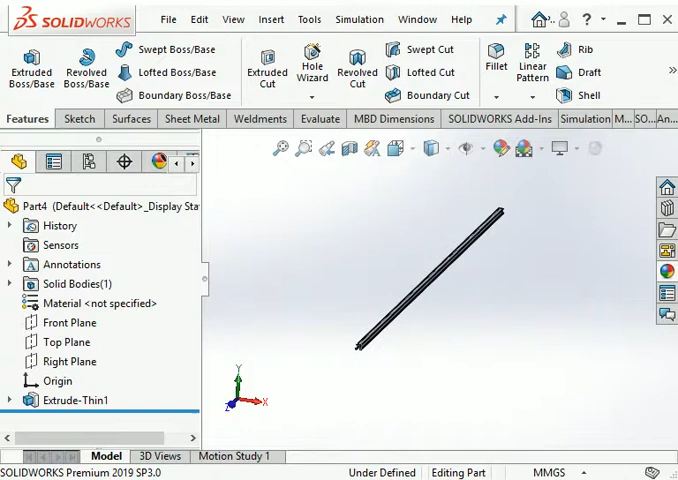 SOLIDWORKS File Edit View Insert Tools Simulation Window Help
Extruded Boss/Base Revolved Boss/Base Swept Boss/Base Lofted Boss/Base Boundary Boss/Base Extruded Cut Hole Wizard Revolved Cut Swept Cut Lofted Cut Boundary Cut Fillet Linear Pattern Rib Draft Shell
Features Sketch Surfaces Sheet Metal Weldments Evaluate MBD Dimensions SOLIDWORKS Add-Ins Simulation M... SO... An...
Part4 (Default<<Default>_Display Sta
History
Sensors
Annotations
Solid Bodies(1)
Material <not specified>
Front Plane
Top Plane
Right Plane
Origin
Extrude-Thin1
Y
X
Z
Model 3D Views Motion Study 1
SOLIDWORKS Premium 2019 SP3.0 Under Defined Editing Part MMGS